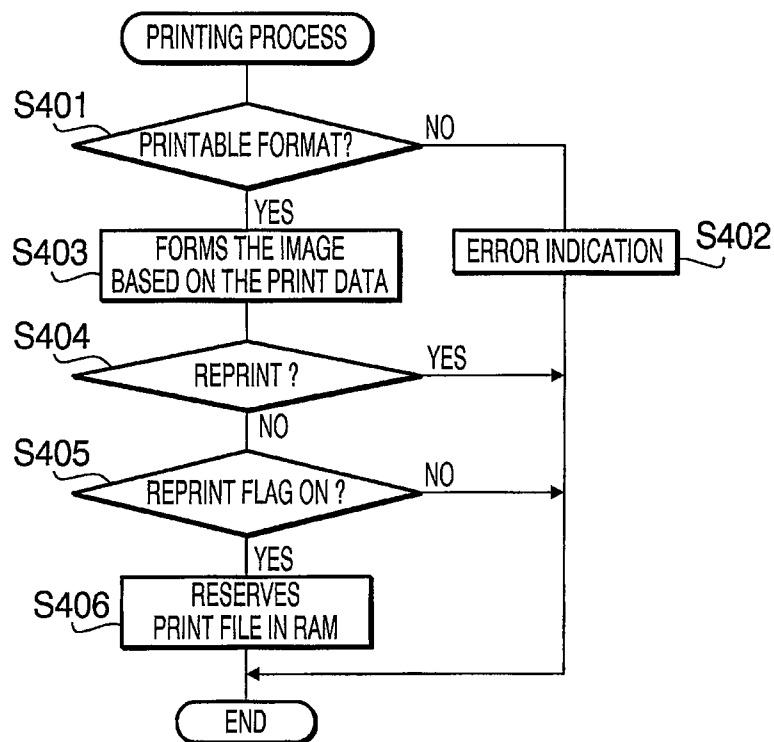 PRINTING PROCESS
S401
PRINTABLE FORMAT?
NO
YES
S403
FORMS THE IMAGE
BASED ON THE PRINT DATA
ERROR INDICATION
S402
S404
REPRINT ?
YES
NO
S405
REPRINT FLAG ON ?
NO
YES
S406
RESERVES
PRINT FILE IN RAM
END